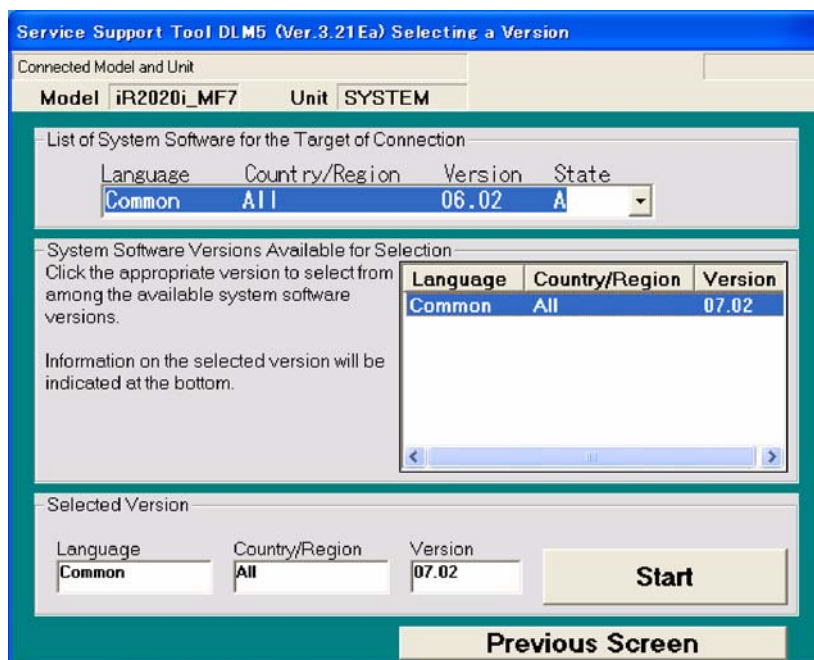 Service Support Tool DLM5 (Ver.3.21Ea) Selecting a Version
Connected Model and Unit
Model iR2020i_MF7 Unit SYSTEM
List of System Software for the Target of Connection
Language Country/Region Version State
Common All 06.02 A
System Software Versions Available for Selection
Click the appropriate version to select from
among the available system software
versions.
Information on the selected version will be
indicated at the bottom.
Language Country/Region Version
Common All 07.02
Selected Version
Language Country/Region Version
Common All 07.02
Start
Previous Screen